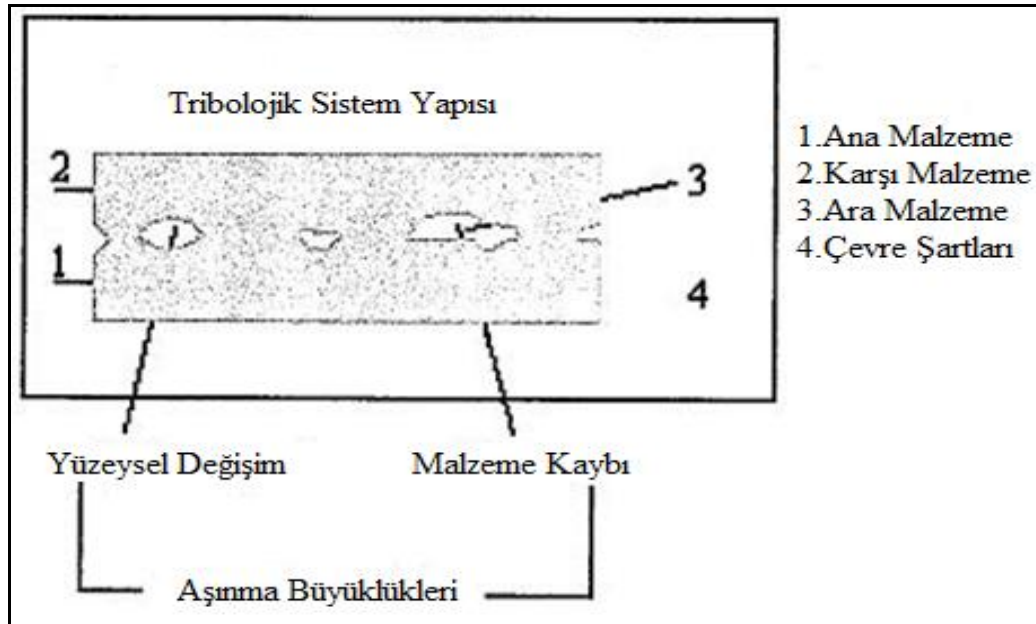 Tribolojik Sistem Yapısı
2
3
1
4
1.Ana Malzeme
2.Karşı Malzeme
3.Ara Malzeme
4.Çevre Şartları
Yüzeysel Değişim
Malzeme Kaybı
Aşınma Büyüklükleri